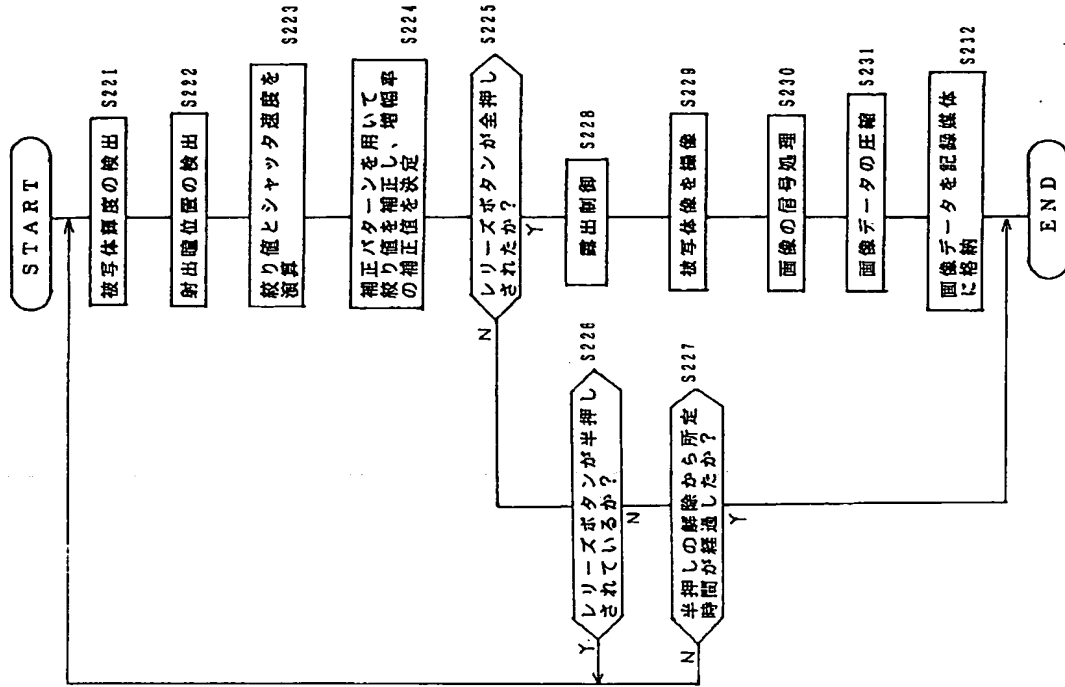 START
被写体輝度の検出
S221
射出瞳位置の検出
S222
絞り値とシャッタ速度を
演算
S223
補正パターンを用いて
絞り値を補正し、増幅率
の補正値を決定
S224
レリーズボタンが全押し
されたか?
S225
N
Y
レリーズボタンが半押し
されているか?
S226
Y
N
半押しの解除から所定
時間が経過したか?
S227
N
Y
露出制御
S228
被写体像を撮像
S229
画像の信号処理
S230
画像データの圧縮
S231
画像データを記録媒体
に格納
S232
END